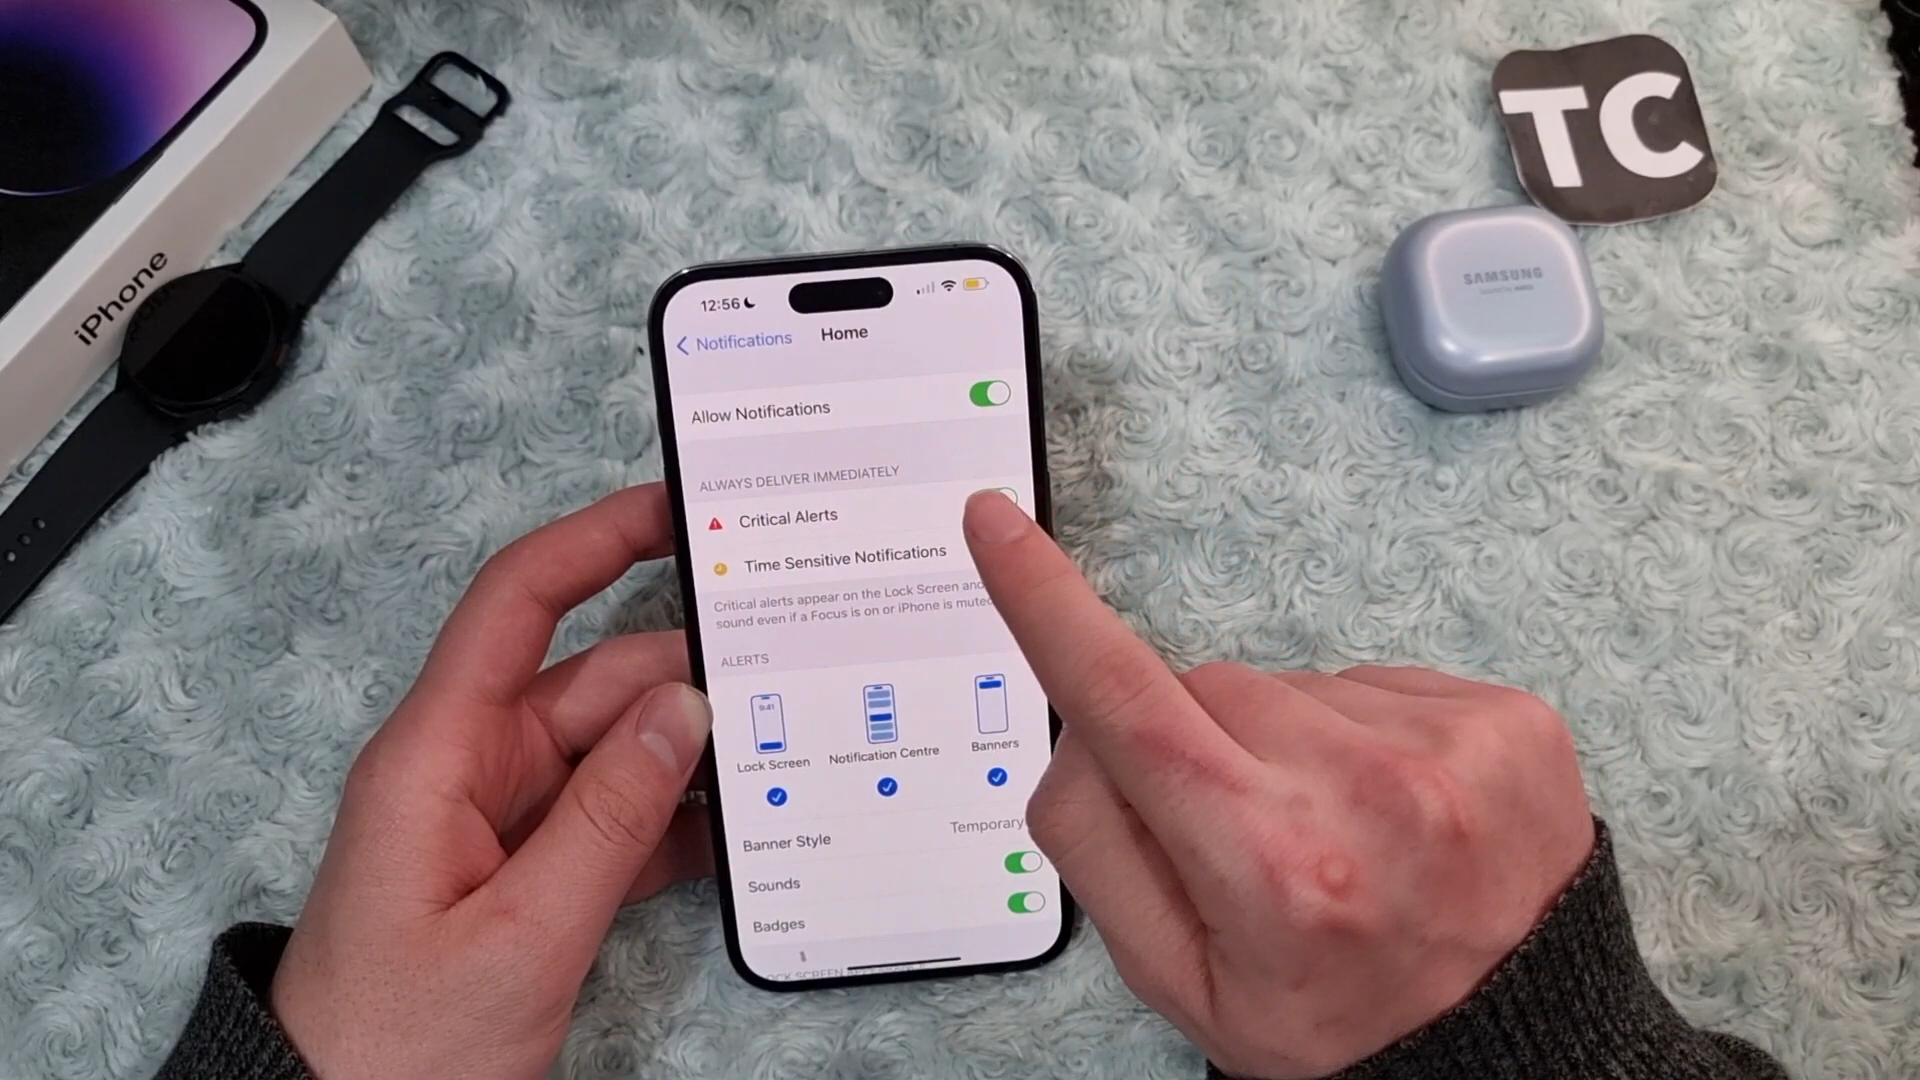 iPhone
TC
SAMSUNG
12:56
Notifications
Home
Allow Notifications
ALWAYS DELIVER IMMEDIATELY
Critical Alerts
Time Sensitive Notifications
Critical alerts appear on the Lock Screen and
sound even if a Focus is on or iPhone is muted
ALERTS
9:41
Lock Screen
Notification Centre
Banners
Banner Style
Temporary
Sounds
Badges